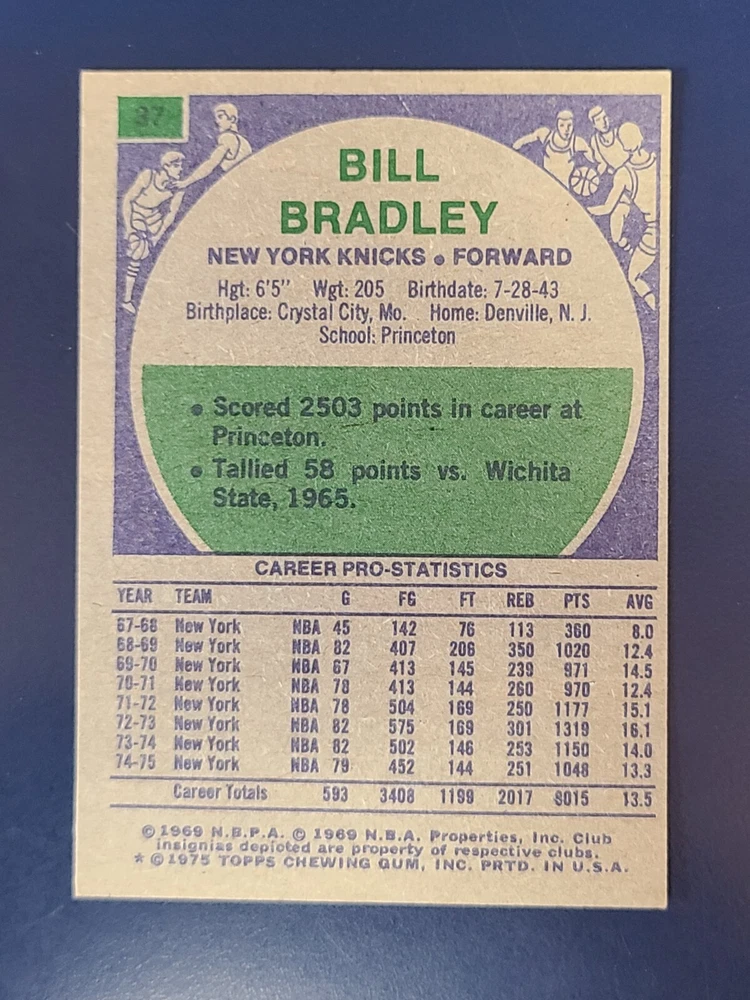 37
BILL
BRADLEY
NEW YORK KNICKS • FORWARD
Hgt: 6'5" Wgt: 205 Birthdate: 7-28-43
Birthplace: Crystal City, Mo. Home: Denville, N. J.
School: Princeton
• Scored 2503 points in career at
Princeton.
• Tallied 58 points vs. Wichita
State, 1965.
CAREER PRO-STATISTICS
YEAR TEAM G FG FT REB PTS AVG
67-68 New York NBA 45 142 76 113 360 8.0
68-69 New York NBA 82 407 206 350 1020 12.4
69-70 New York NBA 67 413 145 239 971 14.5
70-71 New York NBA 78 413 144 260 970 12.4
71-72 New York NBA 78 504 169 250 1177 15.1
72-73 New York NBA 82 575 169 301 1319 16.1
73-74 New York NBA 82 502 146 253 1150 14.0
74-75 New York NBA 79 452 144 251 1048 13.3
Career Totals 593 3408 1199 2017 8015 13.5
© 1969 N.B.P.A. © 1969 N.B.A. Properties, Inc. Club
insignias depicted are property of respective clubs.
* © 1975 TOPPS CHEWING GUM, INC. PRTD. IN U.S.A.